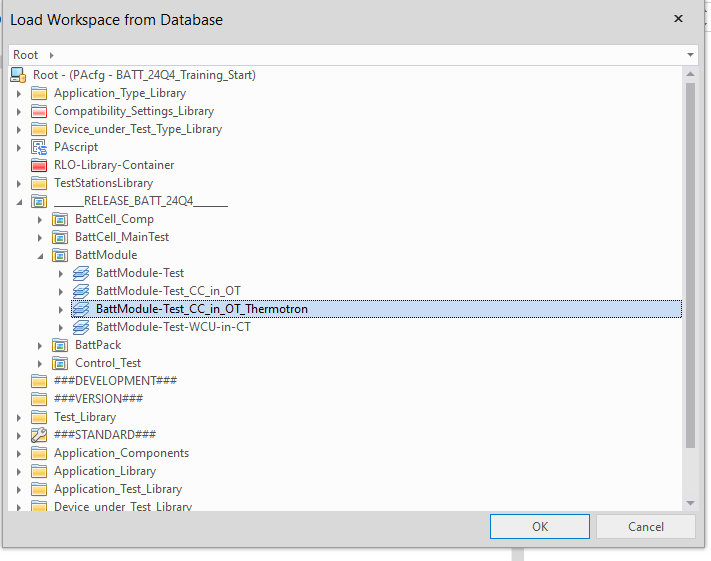 Load Workspace from Database
Root
Root - (PAcfg - BATT_24Q4_Training_Start)
Application_Type_Library
Compatibility_Settings_Library
Device_under_Test_Type_Library
PAscript
RLO-Library-Container
TestStationsLibrary
_____RELEASE_BATT_24Q4______
BattCell_Comp
BattCell_MainTest
BattModule
BattModule-Test
BattModule-Test_CC_in_OT
BattModule-Test_CC_in_OT_Thermotron
BattModule-Test-WCU-in-CT
BattPack
Control_Test
###DEVELOPMENT###
###VERSION###
Test_Library
###STANDARD###
Application_Components
Application_Library
Application_Test_Library
Device_under_Test_Library
OK
Cancel